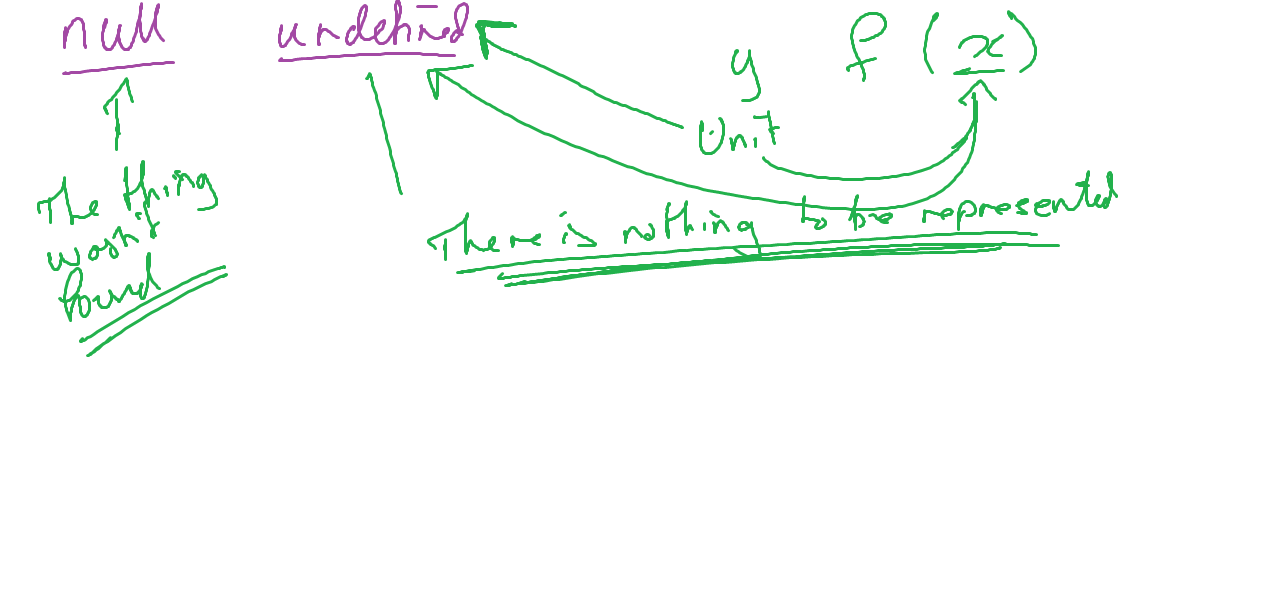 null
undefined
y f (x)
Unit
The thing
wasn't
found
There is nothing to be represented